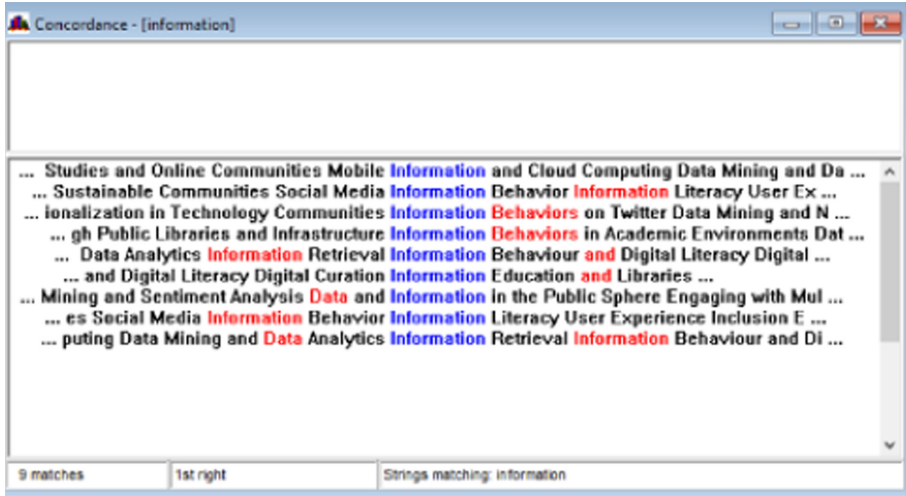 Concordance - [information]
... Studies and Online Communities Mobile Information and Cloud Computing Data Mining and Da ...
... Sustainable Communities Social Media Information Behavior Information Literacy User Ex ...
... ionalization in Technology Communities Information Behaviors on Twitter Data Mining and N ...
... gh Public Libraries and Infrastructure Information Behaviors in Academic Environments Dat ...
... Data Analytics Information Retrieval Information Behaviour and Digital Literacy Digital ...
... and Digital Literacy Digital Curation Information Education and Libraries ...
... Mining and Sentiment Analysis Data and Information in the Public Sphere Engaging with Mul ...
... es Social Media Information Behavior Information Literacy User Experience Inclusion E ...
... puting Data Mining and Data Analytics Information Retrieval Information Behaviour and Di ...
9 matches 1st right Strings matching: information